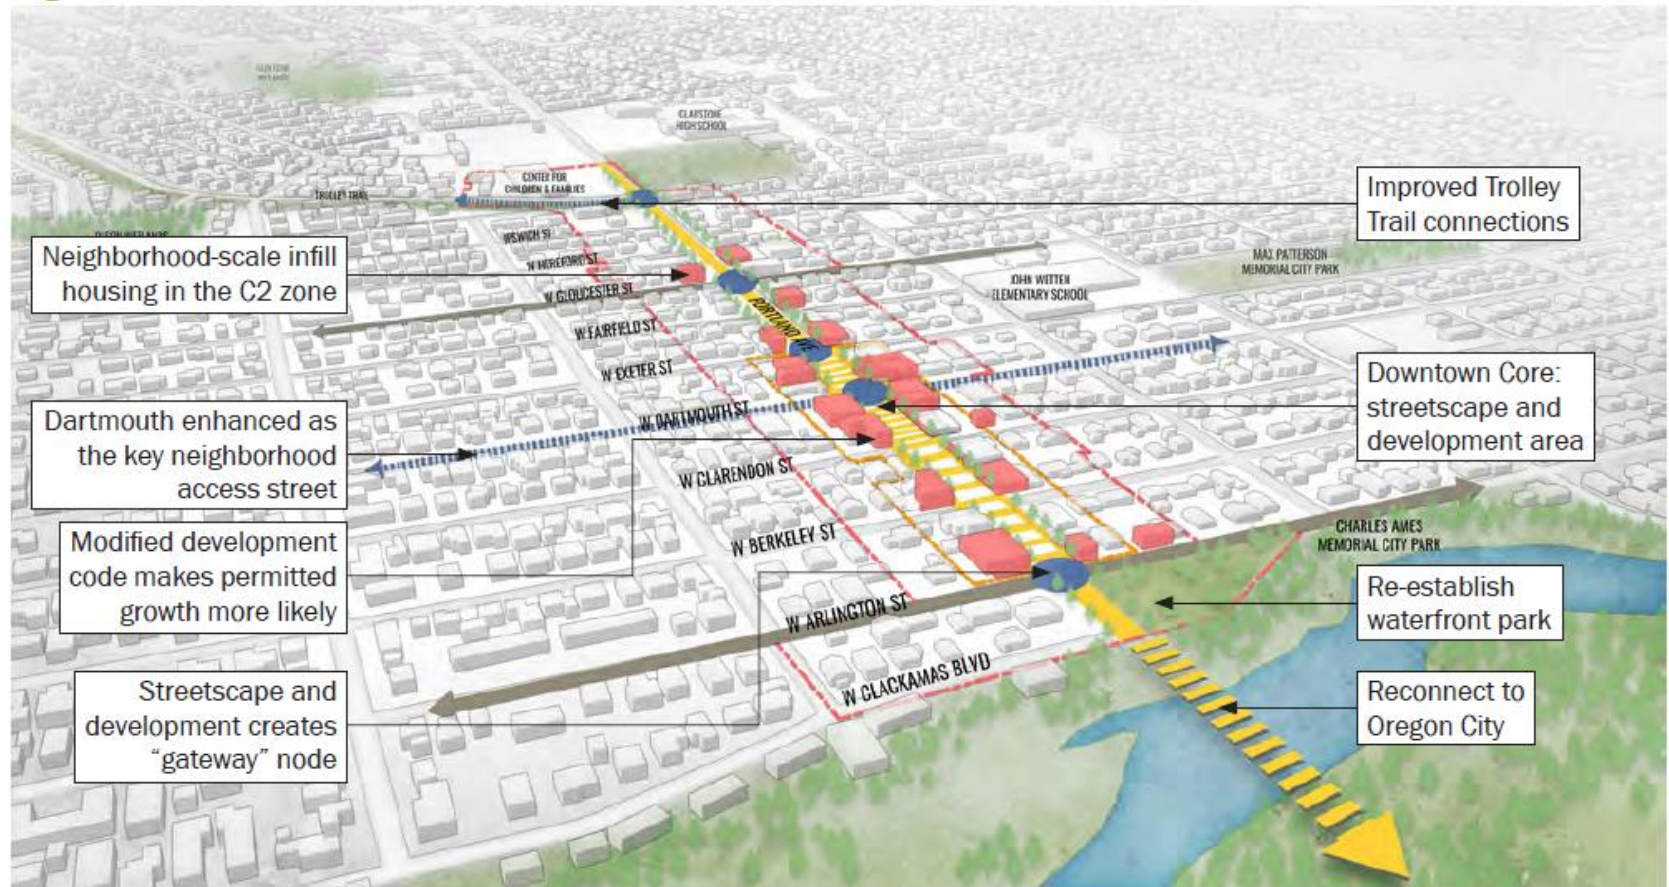 GLADSTONE
HIGH SCHOOL
CENTER FOR
CHILDREN & FAMILIES
TROLLEY TRAIL
Improved Trolley
Trail connections
IPSWICH ST
Neighborhood-scale infill
housing in the C2 zone
W HEREFORD ST
MAX PATTERSON
MEMORIAL CITY PARK
JOHN WETTEN
ELEMENTARY SCHOOL
W GLOUCESTER ST
PORTLAND AVE
W FAIRFIELD ST
W EXETER ST
Downtown Core:
streetscape and
development area
W DARTMOUTH ST
Dartmouth enhanced as
the key neighborhood
access street
W CLARENDON ST
Modified development
code makes permitted
growth more likely
W BERKELEY ST
CHARLES AMES
MEMORIAL CITY PARK
Re-establish
waterfront park
W ARLINGTON ST
W CLACKAMAS BLVD
Streetscape and
development creates
“gateway” node
Reconnect to
Oregon City